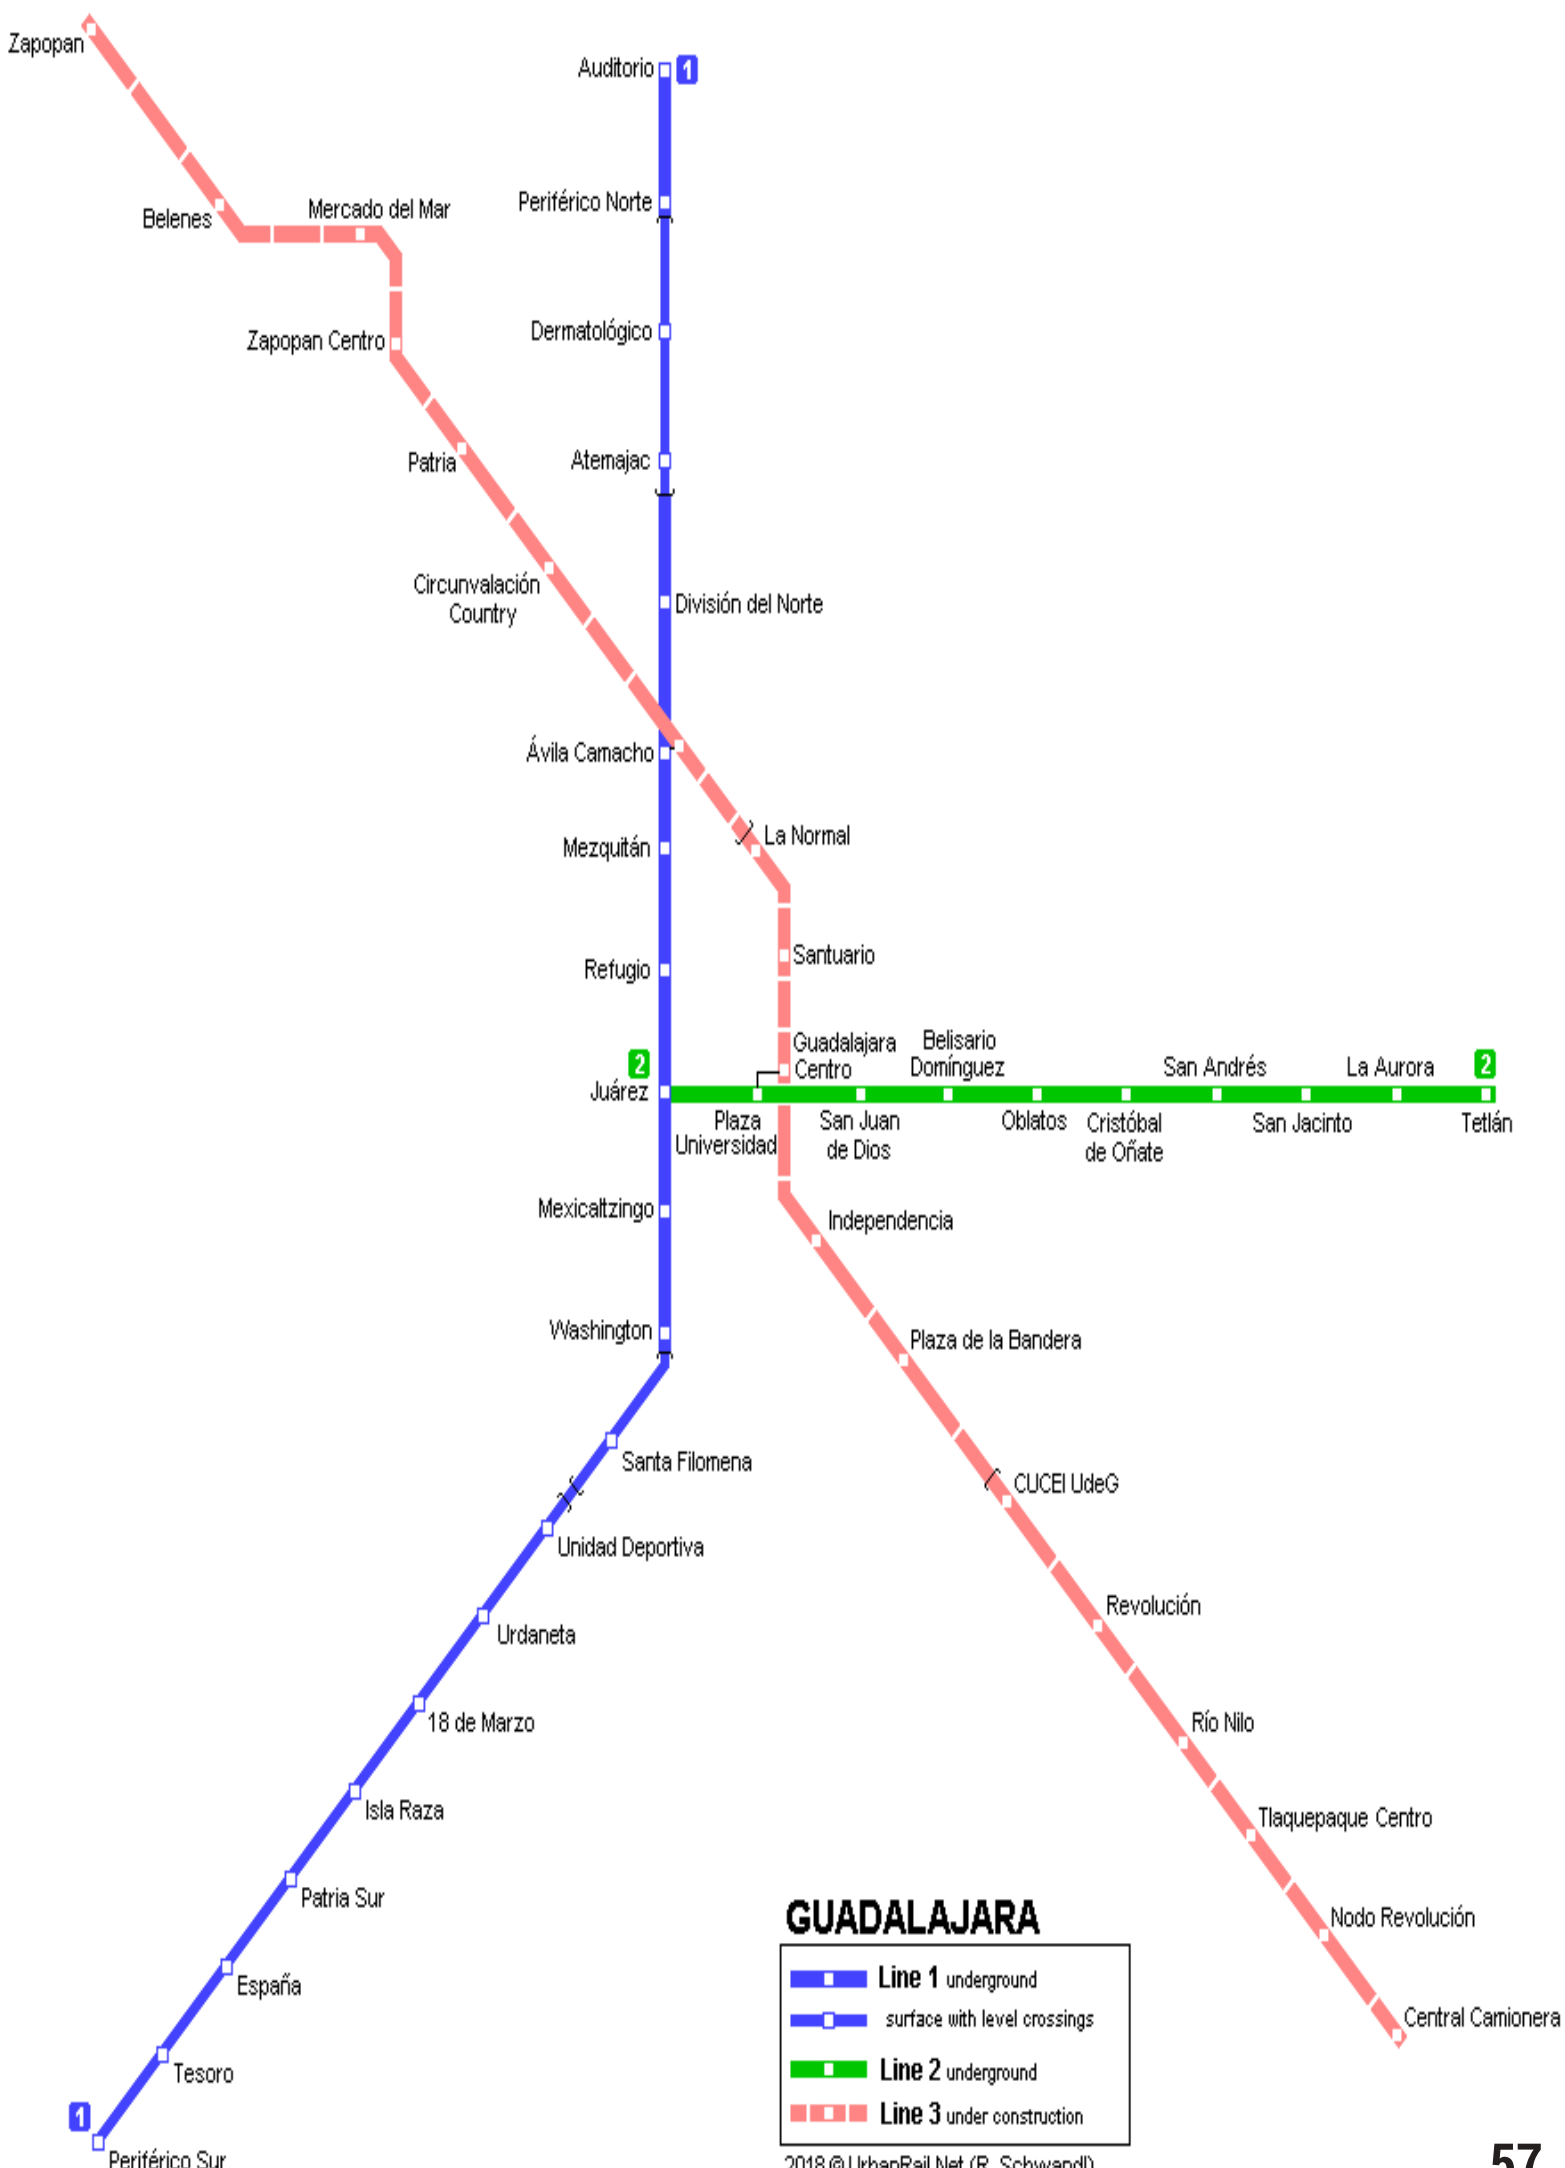 Zapopan
Auditorio 1
Periférico Norte
Mercado del Mar
Belenes
Dermatológico
Zapopan Centro
Atemajac
Patria
Circunvalación
Country
División del Norte
Ávila Camacho
La Normal
Mezquitán
Santuario
Refugio
Guadalajara
Centro
Belisario
Domínguez
2
San Andrés
La Aurora
2
Juárez
Plaza
Universidad
San Juan
de Dios
Oblatos
Cristóbal
de Oñate
San Jacinto
Tetlán
Mexicaltzingo
Independencia
Washington
Plaza de la Bandera
Santa Filomena
CUCEI UdeG
Unidad Deportiva
Revolución
Urdaneta
18 de Marzo
Río Nilo
Isla Raza
Tlaquepaque Centro
Patria Sur
Nodo Revolución
España
Central Camionera
Tesoro
1
Periférico Sur
GUADALAJARA
Line 1 underground
surface with level crossings
Line 2 underground
Line 3 under construction
2018 © UrbanRail.Net (R. Schwandl)
57